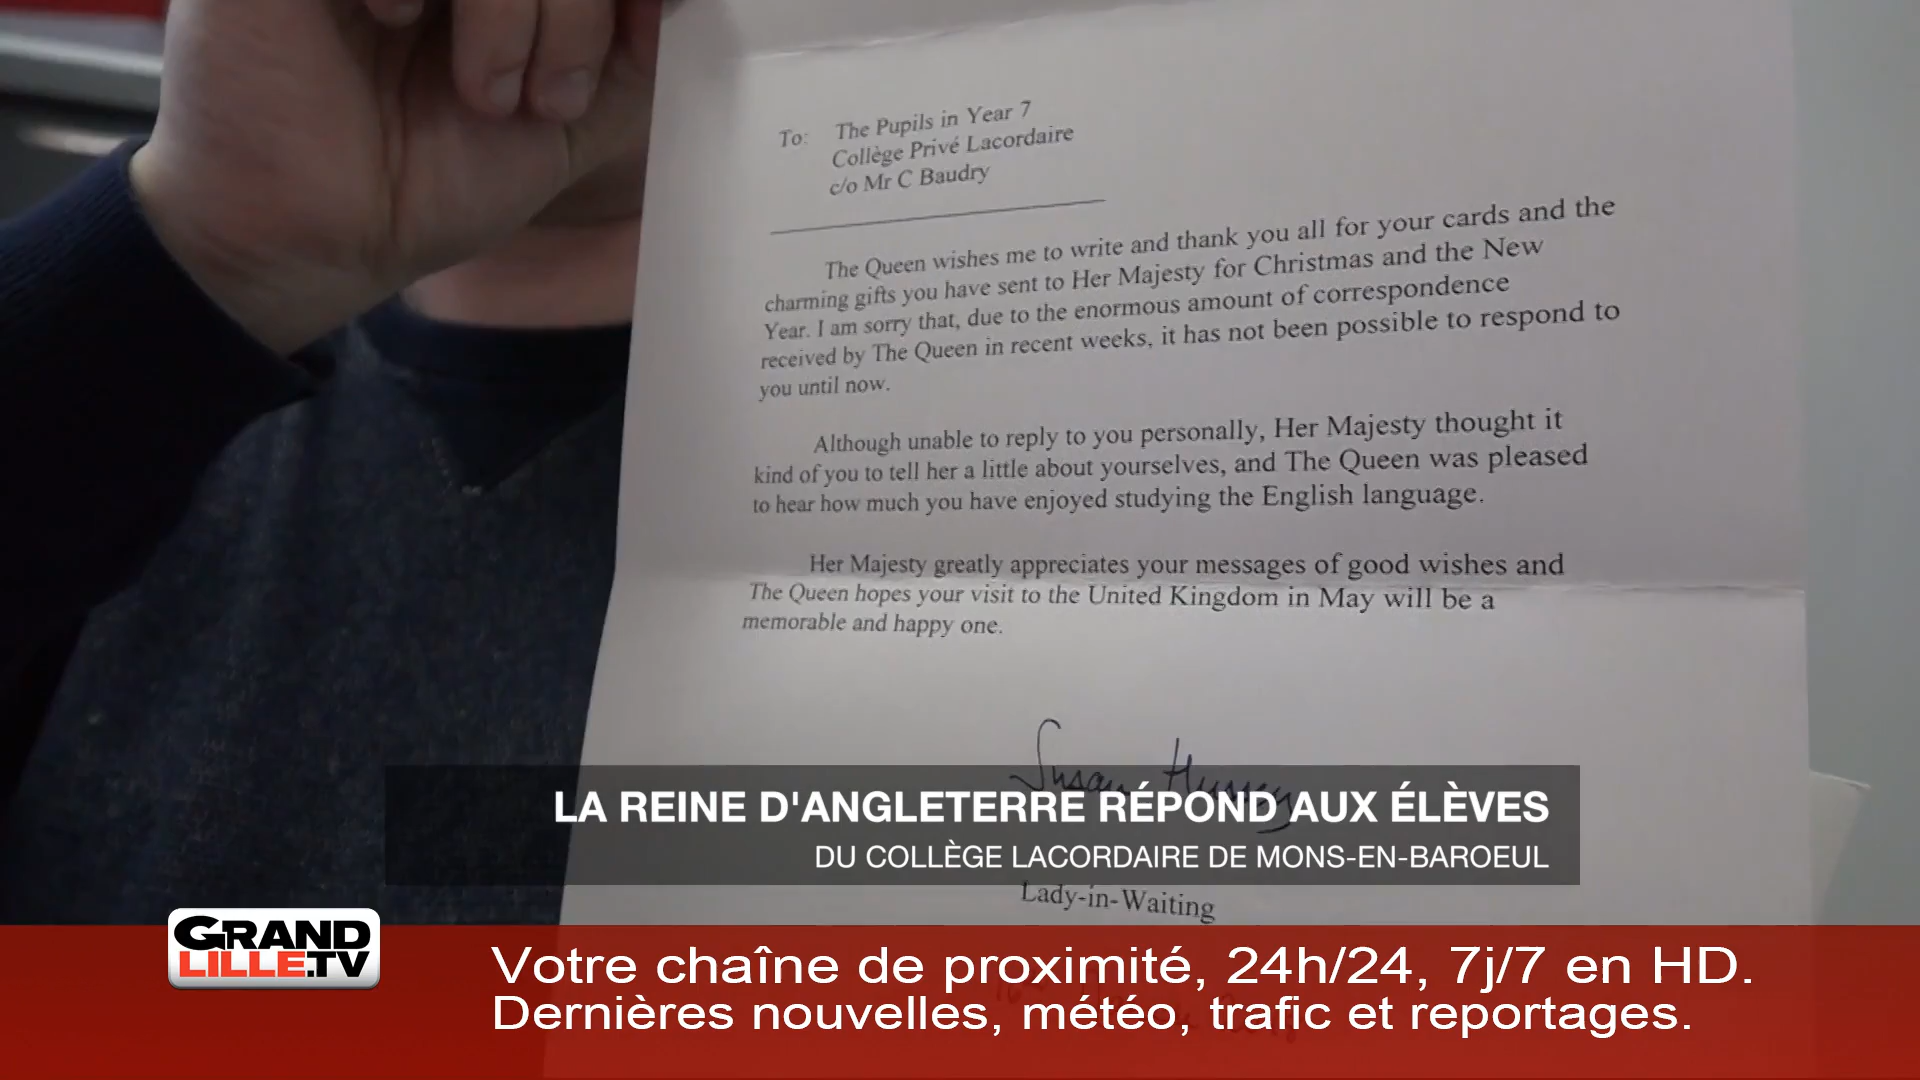 To: The Pupils in Year 7
Collège Privé Lacordaire
c/o Mr C Baudry
The Queen wishes me to write and thank you all for your cards and the
charming gifts you have sent to Her Majesty for Christmas and the New
Year. I am sorry that, due to the enormous amount of correspondence
received by The Queen in recent weeks, it has not been possible to respond to
you until now.
Although unable to reply to you personally, Her Majesty thought it
kind of you to tell her a little about yourselves, and The Queen was pleased
to hear how much you have enjoyed studying the English language.
Her Majesty greatly appreciates your messages of good wishes and
The Queen hopes your visit to the United Kingdom in May will be a
memorable and happy one.
Susan Hussey
LA REINE D'ANGLETERRE RÉPOND AUX ÉLÈVES
DU COLLÈGE LACORDAIRE DE MONS-EN-BAROEUL
Lady-in-Waiting
GRAND
LILLE.TV
Votre chaîne de proximité, 24h/24, 7j/7 en HD.
Dernières nouvelles, météo, trafic et reportages.